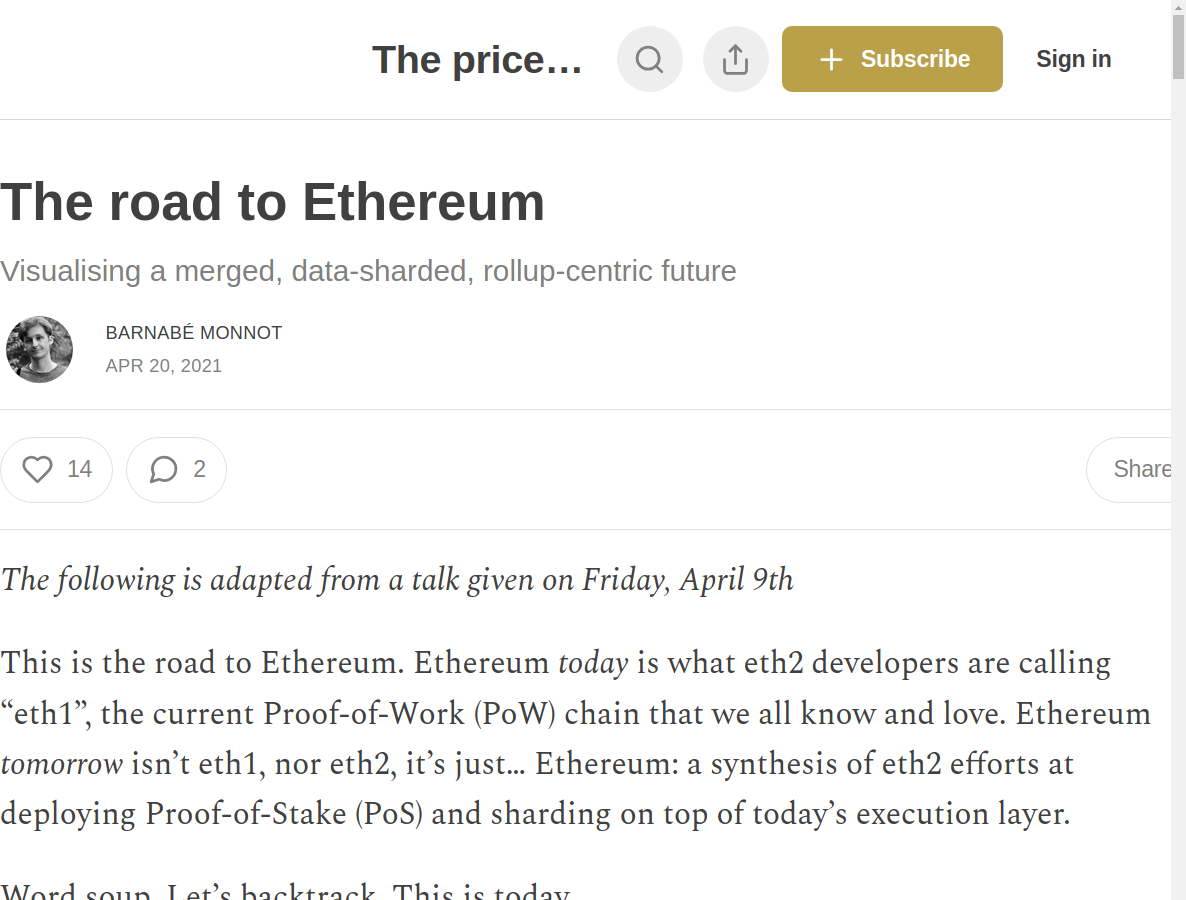 The price…
Subscribe
Sign in
The road to Ethereum
Visualising a merged, data-sharded, rollup-centric future
BARNABÉ MONNOT
APR 20, 2021
14
2
Share
The following is adapted from a talk given on Friday, April 9th
This is the road to Ethereum. Ethereum today is what eth2 developers are calling
“eth1”, the current Proof-of-Work (PoW) chain that we all know and love. Ethereum
tomorrow isn’t eth1, nor eth2, it’s just… Ethereum: a synthesis of eth2 efforts at
deploying Proof-of-Stake (PoS) and sharding on top of today’s execution layer.
Word soup. Let’s backtrack. This is today